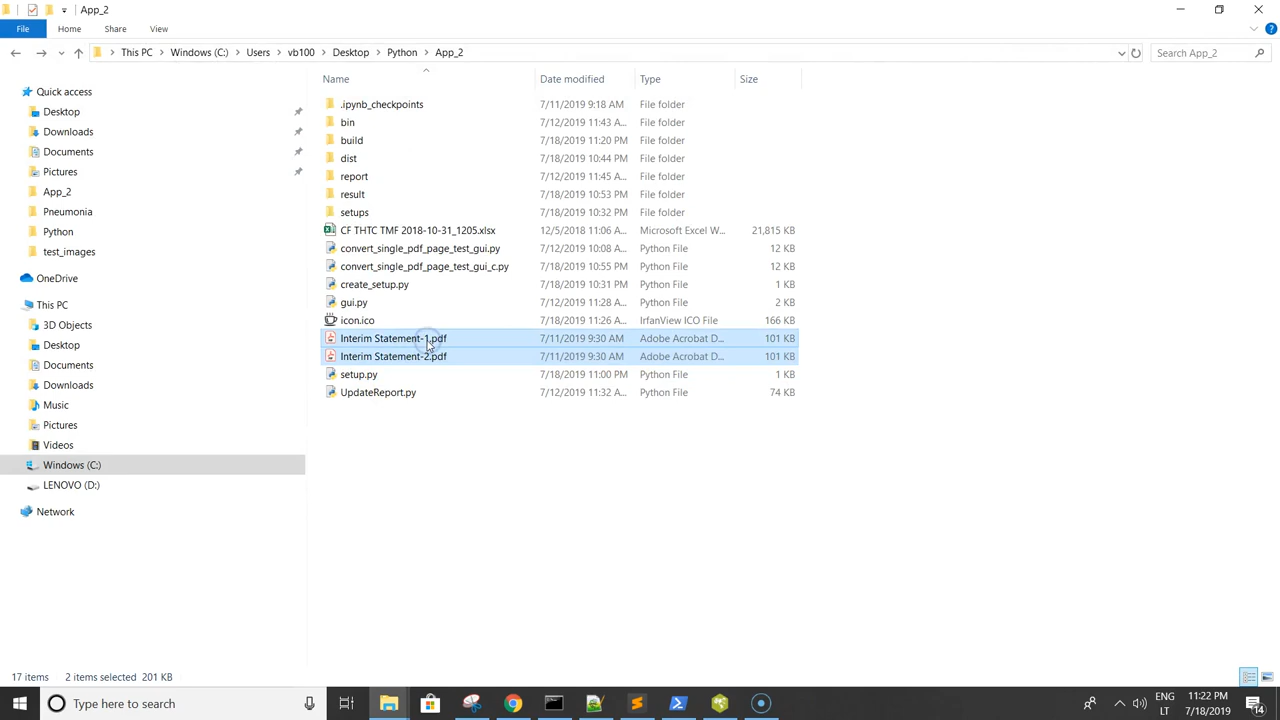 App_2
File Home Share View
This PC Windows (C:) Users vb100 Desktop Python App_2
Search App_2
Name Date modified Type Size
Quick access
Desktop
Downloads
Documents
Pictures
App_2
Pneumonia
Python
test_images
OneDrive
This PC
3D Objects
Desktop
Documents
Downloads
Music
Pictures
Videos
Windows (C:)
LENOVO (D:)
Network
.ipynb_checkpoints 7/11/2019 9:18 AM File folder
bin 7/12/2019 11:43 A... File folder
build 7/18/2019 11:20 PM File folder
dist 7/18/2019 10:44 PM File folder
report 7/12/2019 11:45 A... File folder
result 7/18/2019 10:53 PM File folder
setups 7/18/2019 10:32 PM File folder
CF THTC TMF 2018-10-31_1205.xlsx 12/5/2018 11:06 A... Microsoft Excel W... 21,815 KB
convert_single_pdf_page_test_gui.py 7/12/2019 10:08 AM Python File 12 KB
convert_single_pdf_page_test_gui_c.py 7/18/2019 10:55 PM Python File 12 KB
create_setup.py 7/18/2019 10:31 PM Python File 1 KB
gui.py 7/12/2019 11:28 A... Python File 2 KB
icon.ico 7/18/2019 11:26 A... IrfanView ICO File 166 KB
Interim Statement-1.pdf 7/11/2019 9:30 AM Adobe Acrobat D... 101 KB
Interim Statement-2.pdf 7/11/2019 9:30 AM Adobe Acrobat D... 101 KB
setup.py 7/18/2019 11:00 PM Python File 1 KB
UpdateReport.py 7/12/2019 11:32 A... Python File 74 KB
17 items 2 items selected 201 KB
Type here to search
ENG
LT
11:22 PM
7/18/2019
14